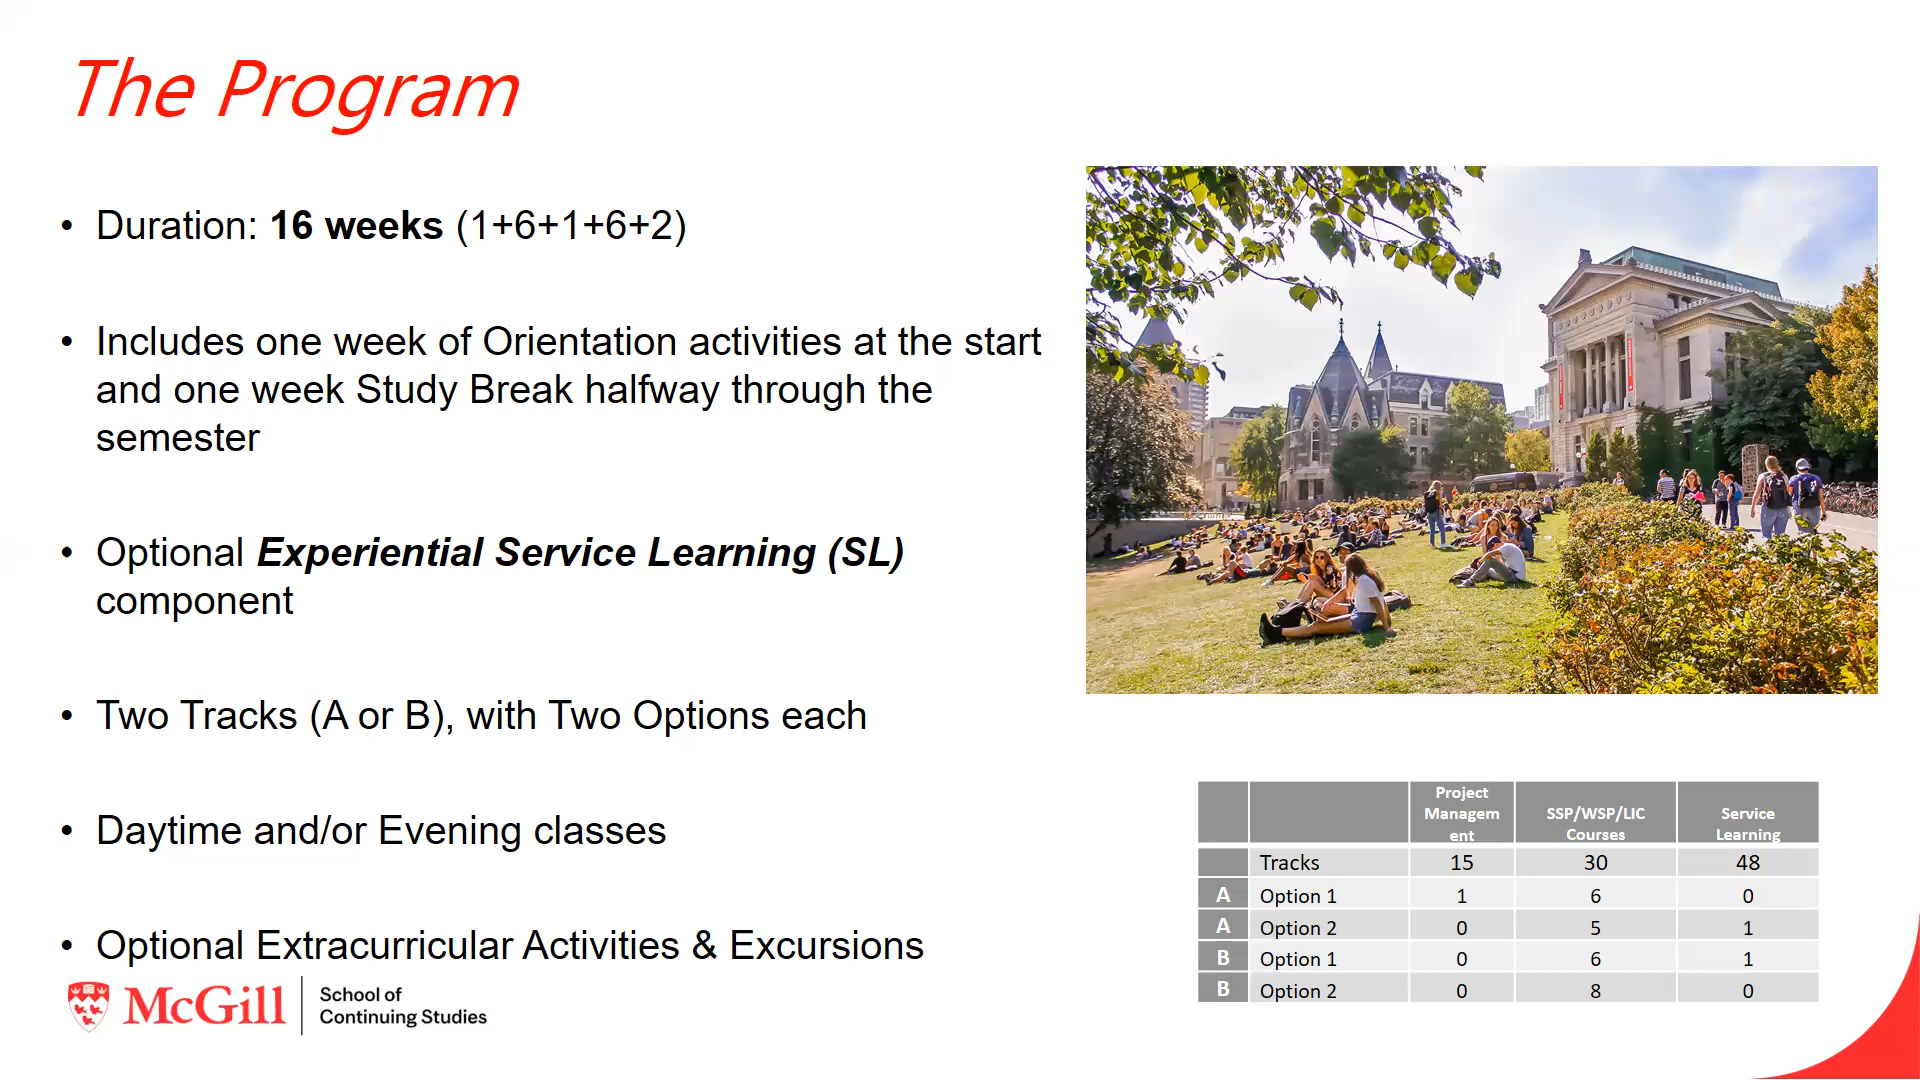 The Program
• Duration: 16 weeks (1+6+1+6+2)
• Includes one week of Orientation activities at the start
and one week Study Break halfway through the
semester
• Optional Experiential Service Learning (SL)
component
• Two Tracks (A or B), with Two Options each
• Daytime and/or Evening classes
• Optional Extracurricular Activities & Excursions
McGill
School of
Continuing Studies
Project
Managem
ent
SSP/WSP/LIC
Courses
Service
Learning
Tracks 15 30 48
A Option 1 1 6 0
A Option 2 0 5 1
B Option 1 0 6 1
B Option 2 0 8 0